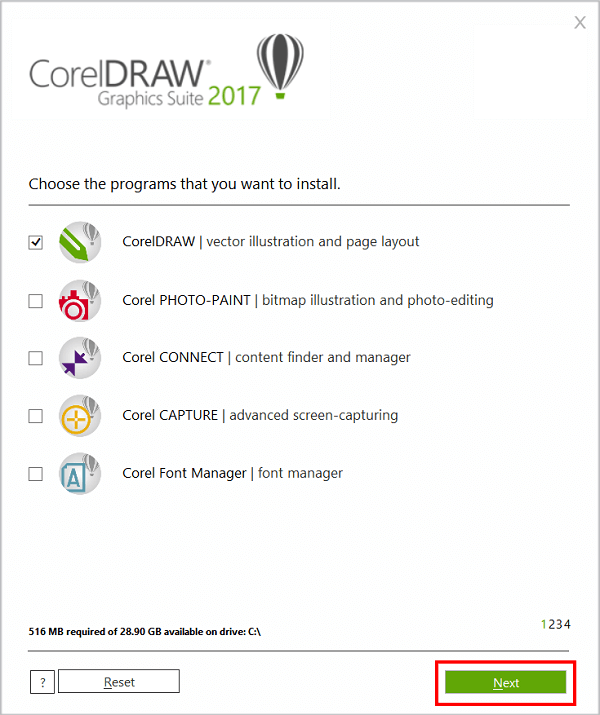 X
CorelDRAW®
Graphics Suite 2017
Choose the programs that you want to install.
CorelDRAW | vector illustration and page layout
Corel PHOTO-PAINT | bitmap illustration and photo-editing
Corel CONNECT | content finder and manager
Corel CAPTURE | advanced screen-capturing
A
Corel Font Manager | font manager
1234
516 MB required of 28.90 GB available on drive: C:\
? Reset Next